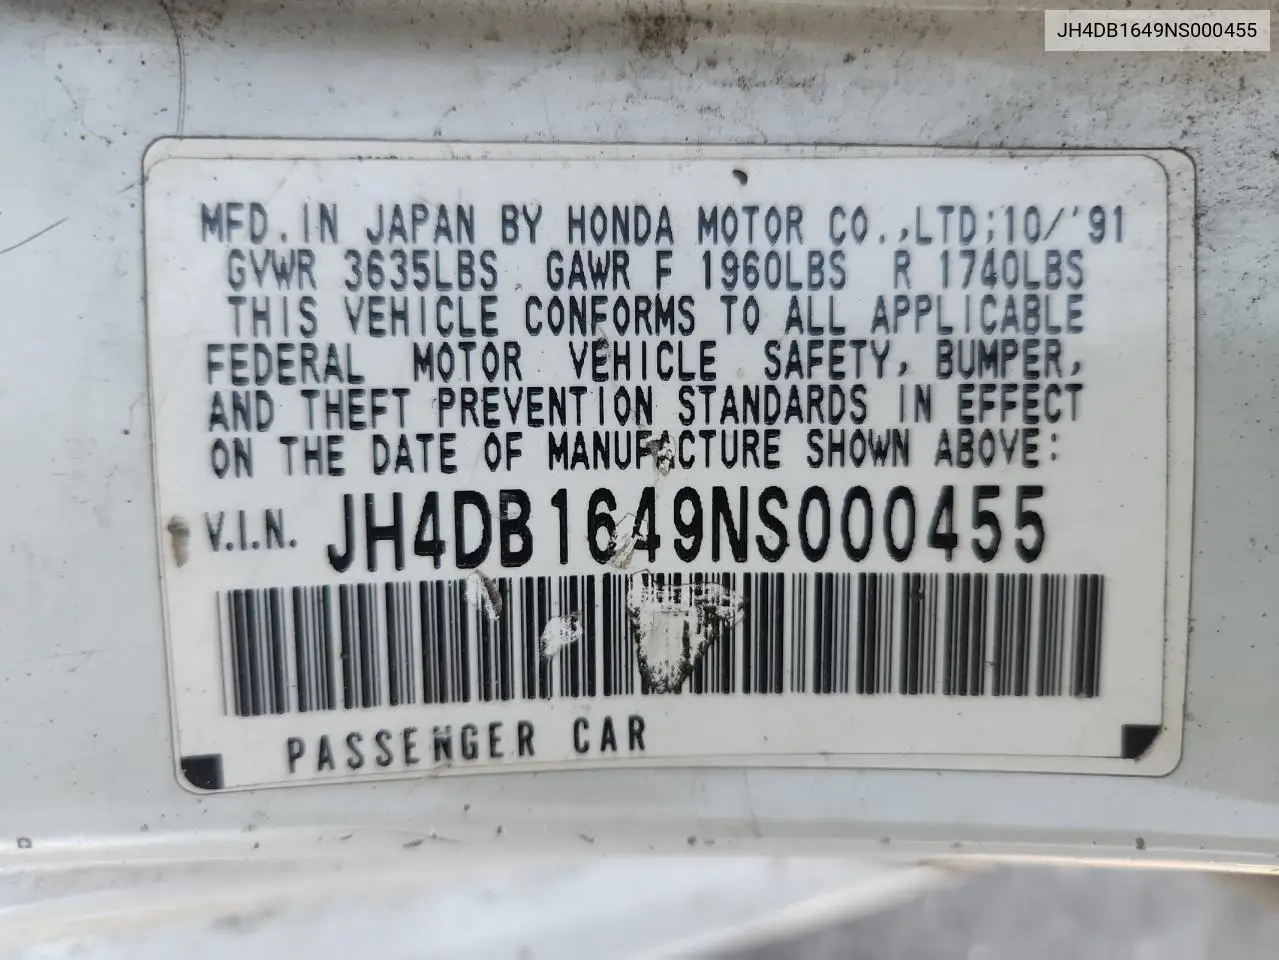 JH4DB1649NS000455
MFD. IN JAPAN BY HONDA MOTOR CO.,LTD;10/'91
GVWR 3635LBS GAWR F 1960LBS R 1740LBS
THIS VEHICLE CONFORMS TO ALL APPLICABLE
FEDERAL MOTOR VEHICLE SAFETY, BUMPER,
AND THEFT PREVENTION STANDARDS IN EFFECT
ON THE DATE OF MANUFACTURE SHOWN ABOVE:
V.I.N. JH4DB1649NS000455
PASSENGER CAR